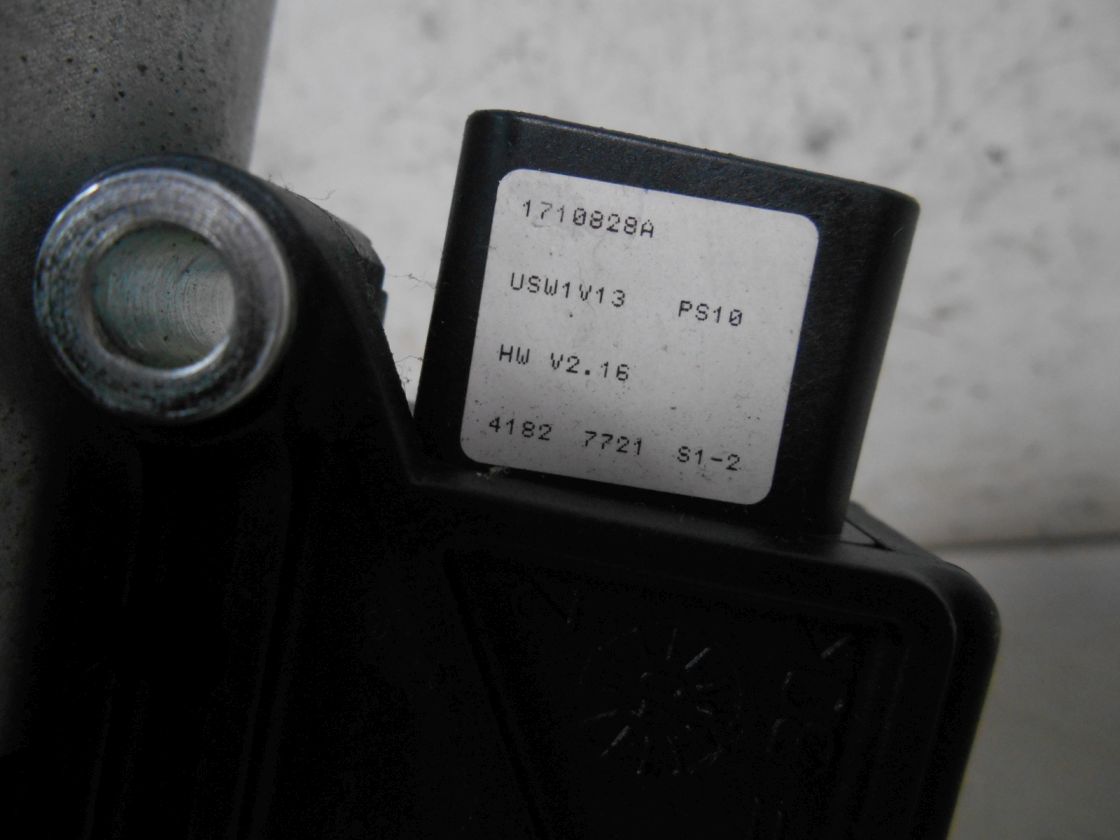 1710828A
USW1V13 PS10
HW V2.16
4182 7721 S1-2